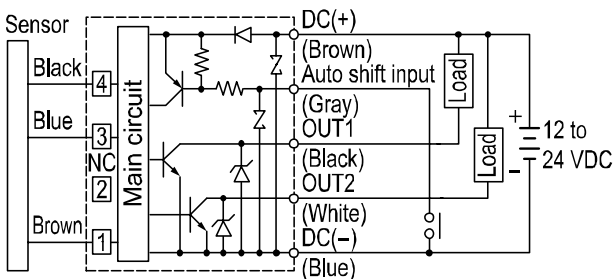 Sensor
Black
4
Blue
3
NC
2
Brown
1
Main circuit
DC(+)
(Brown)
Auto shift input
(Gray)
OUT1
(Black)
OUT2
(White)
DC(−)
(Blue)
Load
Load
+
12 to
24 VDC
−